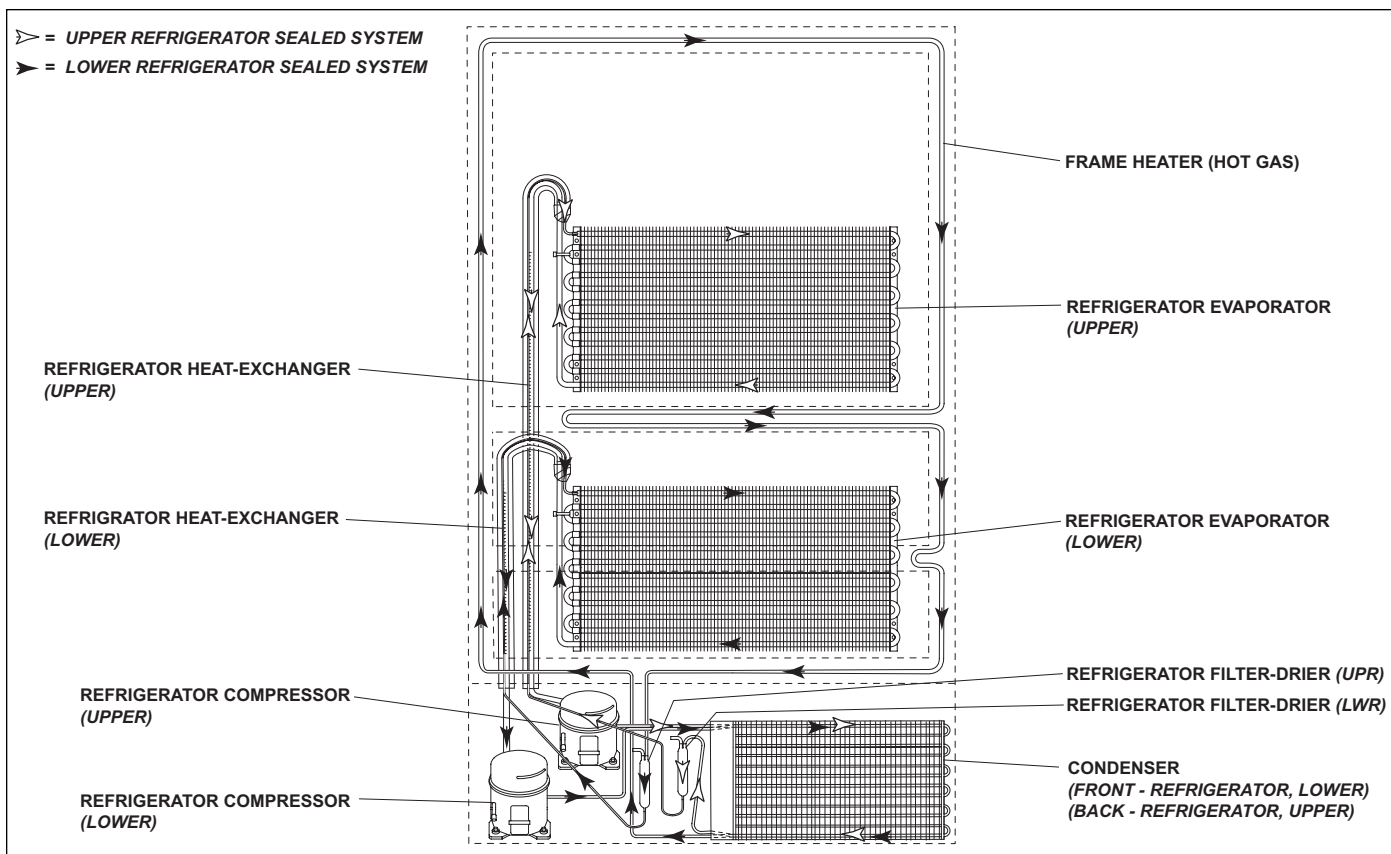 = UPPER REFRIGERATOR SEALED SYSTEM
= LOWER REFRIGERATOR SEALED SYSTEM
FRAME HEATER (HOT GAS)
REFRIGERATOR EVAPORATOR
(UPPER)
REFRIGERATOR HEAT-EXCHANGER
(UPPER)
REFRIGRATOR HEAT-EXCHANGER
(LOWER)
REFRIGERATOR EVAPORATOR
(LOWER)
REFRIGERATOR FILTER-DRIER (UPR)
REFRIGERATOR COMPRESSOR
(UPPER)
REFRIGERATOR FILTER-DRIER (LWR)
CONDENSER
(FRONT - REFRIGERATOR, LOWER)
(BACK - REFRIGERATOR, UPPER)
REFRIGERATOR COMPRESSOR
(LOWER)